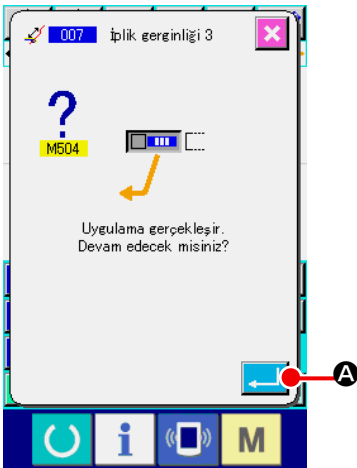 007 İplik gerginliği 3
?
M504
Uygulama gerçekleşir.
Devam edecek misiniz?
A
i
M